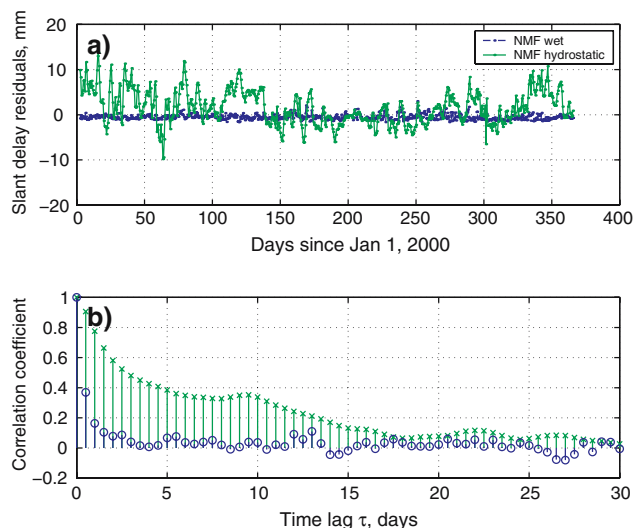 a)
Slant delay residuals, mm
20
10
0
−10
−20
NMF wet
NMF hydrostatic
0 50 100 150 200 250 300 350 400
Days since Jan 1, 2000
b)
Correlation coefficient
1
0.8
0.6
0.4
0.2
0
−0.2
0 5 10 15 20 25 30
Time lag τ, days